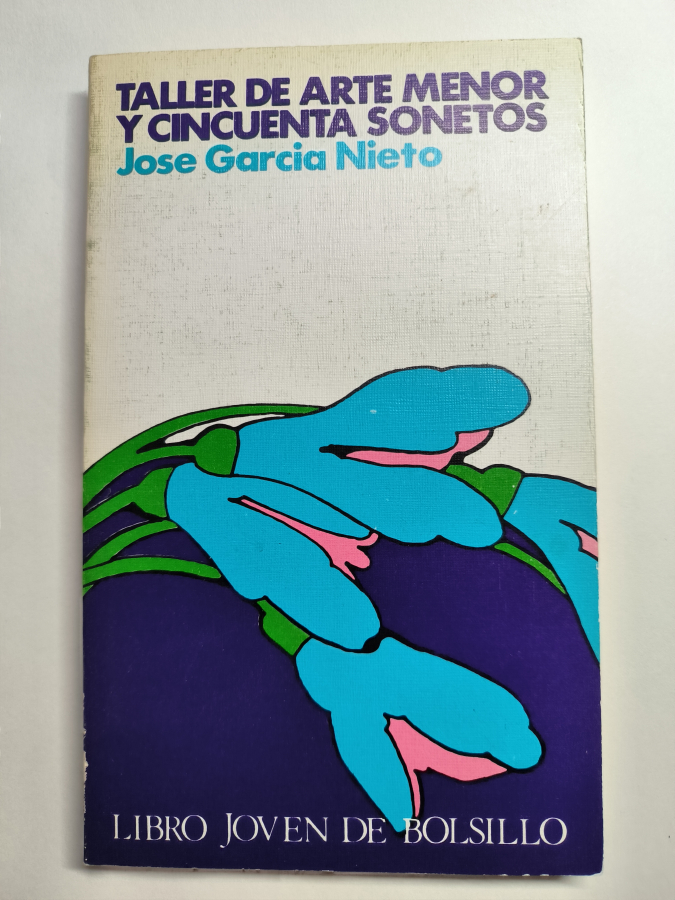 TALLER DE ARTE MENOR
Y CINCUENTA SONETOS
Jose Garcia Nieto
LIBRO JOVEN DE BOLSILLO